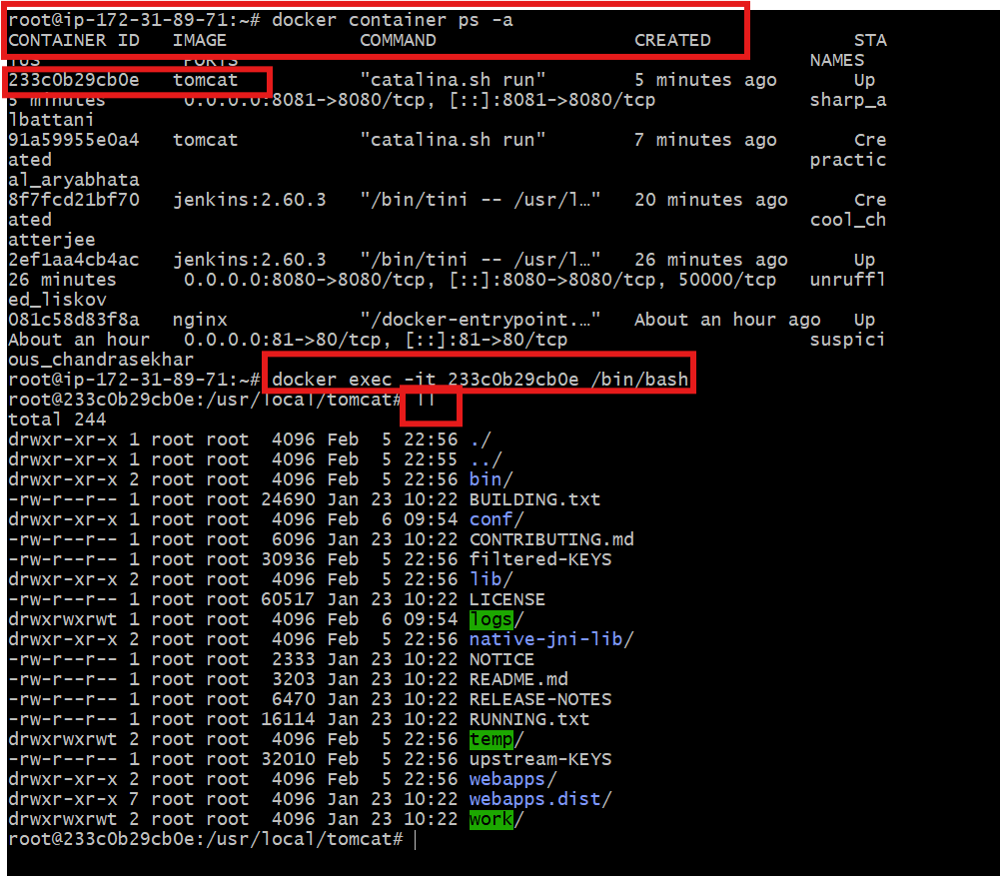 root@ip-172-31-89-71:~# docker container ps -a
CONTAINER ID   IMAGE            COMMAND                  CREATED             STA
TUS             PORTS                                                    NAMES
233c0b29cb0e   tomcat           "catalina.sh run"        5 minutes ago       Up
5 minutes       0.0.0.0:8081->8080/tcp, [::]:8081->8080/tcp              sharp_a
lbattani
91a59955e0a4   tomcat           "catalina.sh run"        7 minutes ago       Cre
ated                                                                     practic
al_aryabhata
8f7fcd21bf70   jenkins:2.60.3   "/bin/tini -- /usr/l…"   20 minutes ago      Cre
ated                                                                     cool_ch
atterjee
2ef1aa4cb4ac   jenkins:2.60.3   "/bin/tini -- /usr/l…"   26 minutes ago      Up
26 minutes      0.0.0.0:8080->8080/tcp, [::]:8080->8080/tcp, 50000/tcp   unruffl
ed_liskov
081c58d83f8a   nginx            "/docker-entrypoint.…"   About an hour ago   Up
About an hour   0.0.0.0:81->80/tcp, [::]:81->80/tcp                      suspici
ous_chandrasekhar
root@ip-172-31-89-71:~# docker exec -it 233c0b29cb0e /bin/bash
root@233c0b29cb0e:/usr/local/tomcat# ll
total 244
drwxr-xr-x 1 root root  4096 Feb  5 22:56 ./
drwxr-xr-x 1 root root  4096 Feb  5 22:55 ../
drwxr-xr-x 2 root root  4096 Feb  5 22:56 bin/
-rw-r--r-- 1 root root 24690 Jan 23 10:22 BUILDING.txt
drwxr-xr-x 1 root root  4096 Feb  6 09:54 conf/
-rw-r--r-- 1 root root  6096 Jan 23 10:22 CONTRIBUTING.md
-rw-r--r-- 1 root root 30936 Feb  5 22:56 filtered-KEYS
drwxr-xr-x 2 root root  4096 Feb  5 22:56 lib/
-rw-r--r-- 1 root root 60517 Jan 23 10:22 LICENSE
drwxrwxrwt 1 root root  4096 Feb  6 09:54 logs/
drwxr-xr-x 2 root root  4096 Feb  5 22:56 native-jni-lib/
-rw-r--r-- 1 root root  2333 Jan 23 10:22 NOTICE
-rw-r--r-- 1 root root  3203 Jan 23 10:22 README.md
-rw-r--r-- 1 root root  6470 Jan 23 10:22 RELEASE-NOTES
-rw-r--r-- 1 root root 16114 Jan 23 10:22 RUNNING.txt
drwxrwxrwt 2 root root  4096 Feb  5 22:56 temp/
-rw-r--r-- 1 root root 32010 Feb  5 22:56 upstream-KEYS
drwxr-xr-x 2 root root  4096 Feb  5 22:56 webapps/
drwxr-xr-x 7 root root  4096 Jan 23 10:22 webapps.dist/
drwxrwxrwt 2 root root  4096 Jan 23 10:22 work/
root@233c0b29cb0e:/usr/local/tomcat#